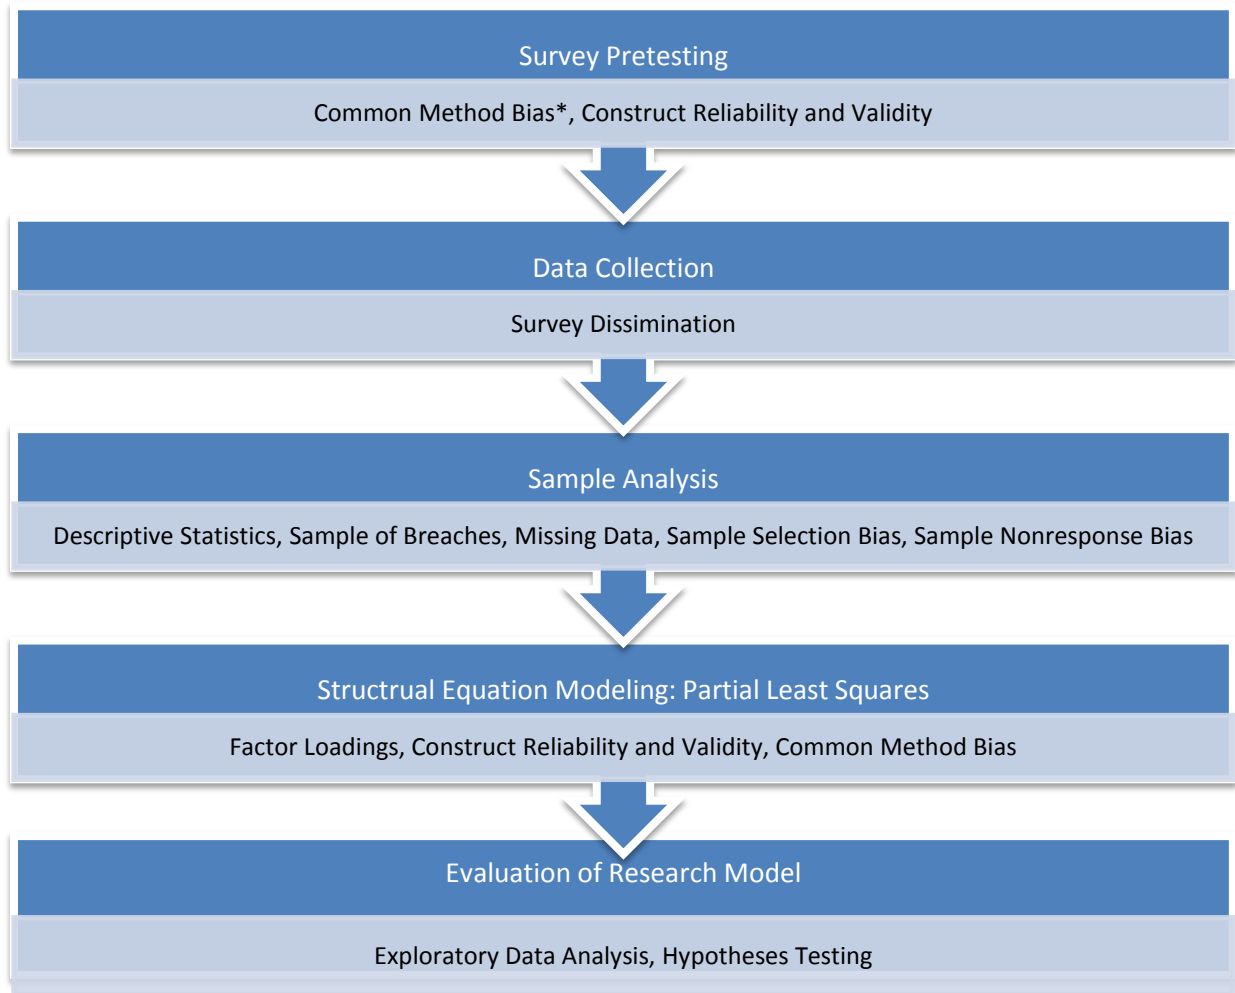 Survey Pretesting
Common Method Bias*, Construct Reliability and Validity
Data Collection
Survey Dissimination
Sample Analysis
Descriptive Statistics, Sample of Breaches, Missing Data, Sample Selection Bias, Sample Nonresponse Bias
Structrual Equation Modeling: Partial Least Squares
Factor Loadings, Construct Reliability and Validity, Common Method Bias
Evaluation of Research Model
Exploratory Data Analysis, Hypotheses Testing